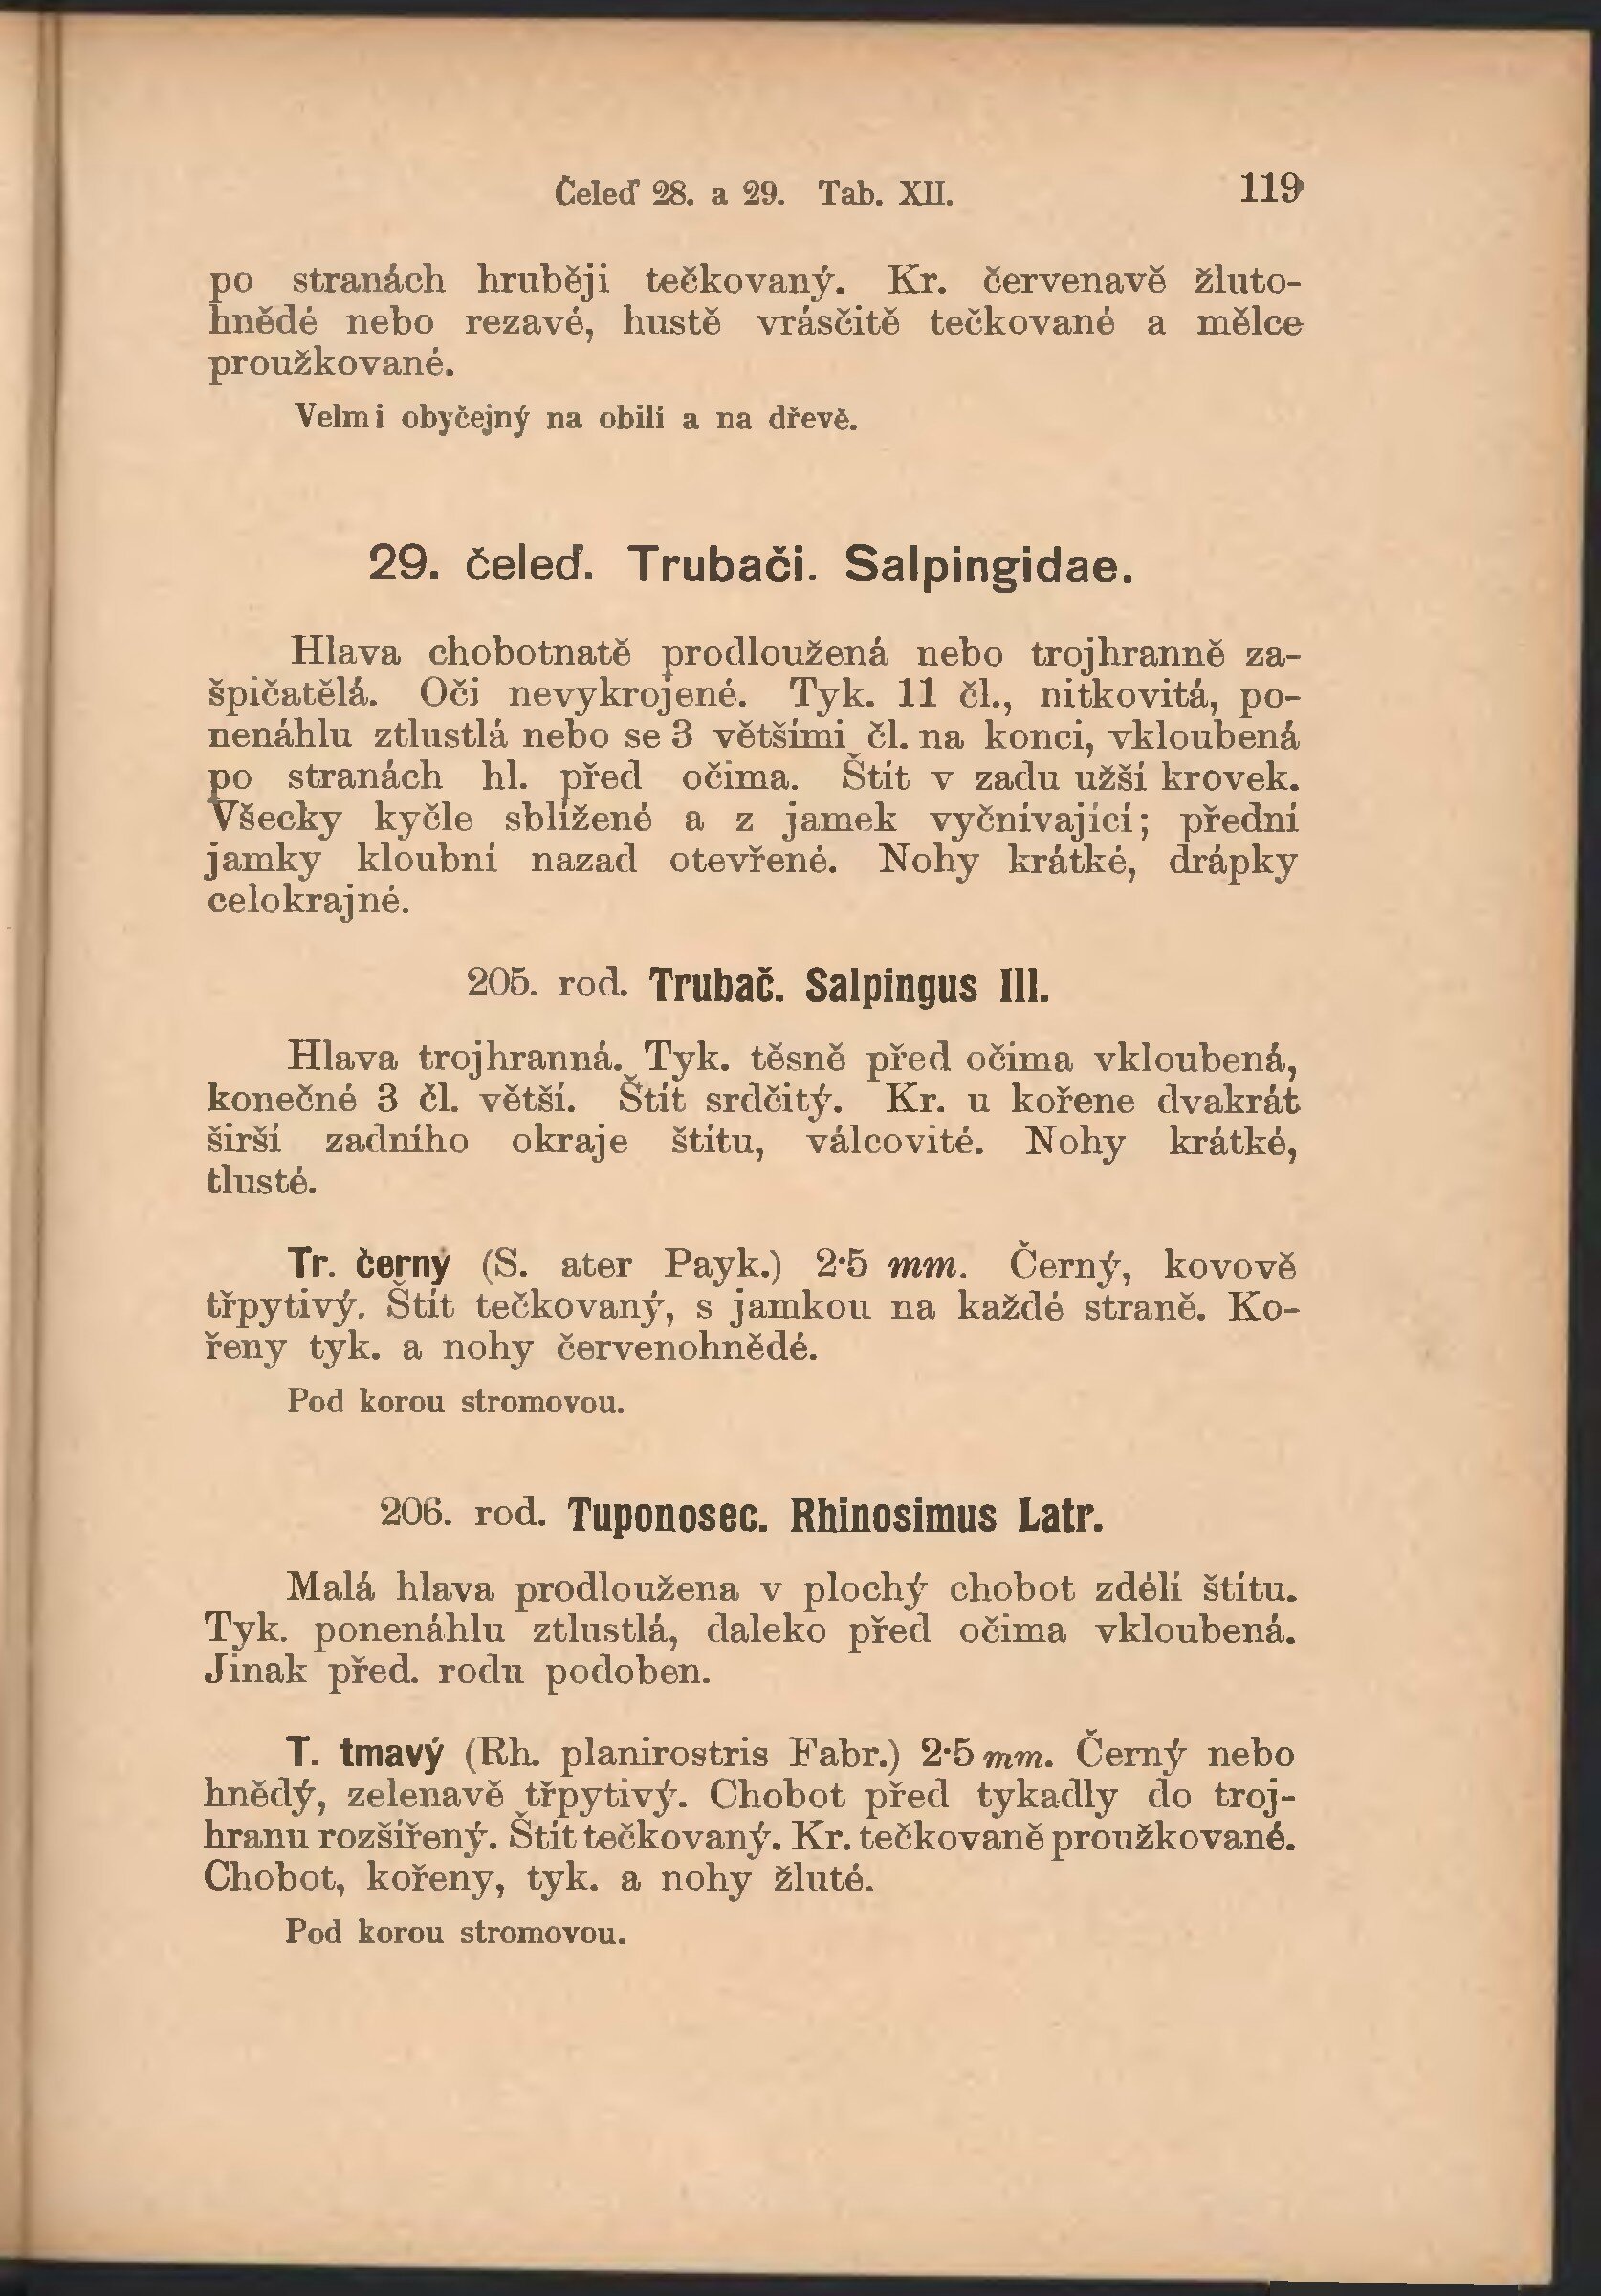 Čeleď 28. a 29. Tab. XII. 119
po stranách hruběji tečkovaný. Kr. červenavě žluto-
hnědé nebo rezavé, hustě vrásčitě tečkované a mělce
proužkované.
Velmi obyčejný na obilí a na dřevě.
29. čeleď. Trubači. Salpingidae.
Hlava chobotnatě prodloužená nebo trojhranně za-
špičatělá. Oči nevykrojené. Tyk. 11 čl., nitkovitá, po-
nenáhlu ztlustlá nebo se 3 většími čl. na konci, vkloubená
po stranách hl. před očima. Štít v zadu užší krovek.
Všecky kyčle sblížené a z jamek vyčnívající; přední
jamky kloubní nazad otevřené. Nohy krátké, drápky
celokrajné.
205. rod. Trubač. Salpingus Ill.
Hlava trojhranná. Tyk. těsně před očima vkloubená,
konečné 3 čl. větší. Štít srdčitý. Kr. u kořene dvakrát
širší zadního okraje štítu, válcovité. Nohy krátké,
tlusté.
Tr. černý (S. ater Payk.) 2·5 mm. Černý, kovově
třpytivý. Štít tečkovaný, s jamkou na každé straně. Ko-
řeny tyk. a nohy červenohnědé.
Pod korou stromovou.
206. rod. Tuponosec. Rhinosimus Latr.
Malá hlava prodloužena v plochý chobot zdélí štítu.
Tyk. ponenáhlu ztlustlá, daleko před očima vkloubená.
Jinak před. rodu podoben.
T. tmavý (Rh. planirostris Fabr.) 2·5 mm. Černý nebo
hnědý, zelenavě třpytivý. Chobot před tykadly do troj-
hranu rozšířený. Štít tečkovaný. Kr. tečkovaně proužkované.
Chobot, kořeny, tyk. a nohy žluté.
Pod korou stromovou.